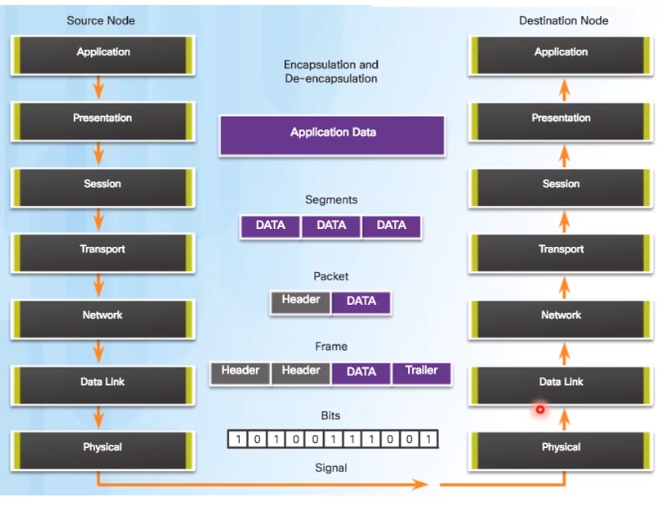 Source Node
Destination Node
Application
Encapsulation and
De-encapsulation
Application
Presentation
Application Data
Presentation
Session
Segments
Session
DATA DATA DATA
Transport
Packet
Transport
Header DATA
Network
Frame
Network
Header Header DATA Trailer
Data Link
Bits
Data Link
1 0 1 0 0 1 1 1 0 0 1
Physical
Signal
Physical